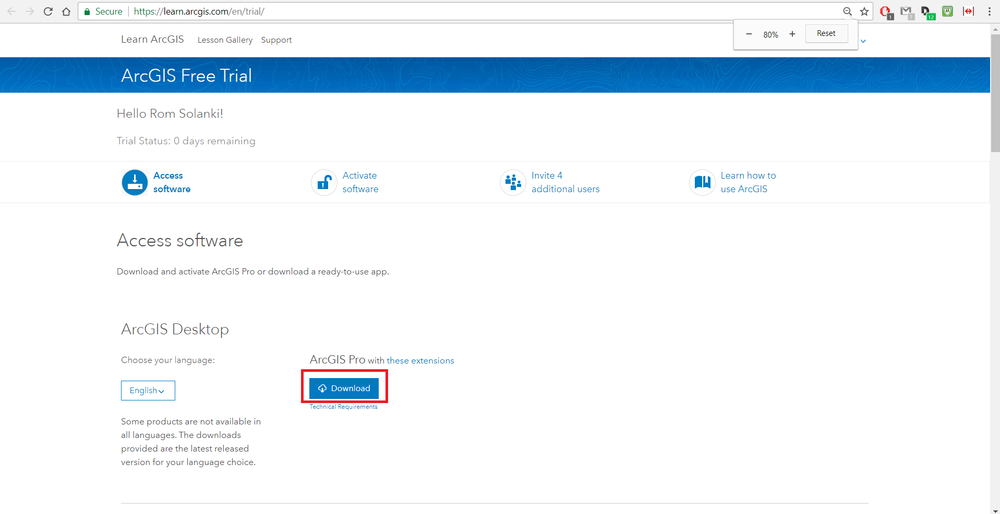 Secure https://learn.arcgis.com/en/trial/
1 ? D 12 M
80% Reset
Learn ArcGIS Lesson Gallery Support
ArcGIS Free Trial
Hello Rom Solanki!
Trial Status: 0 days remaining
Access
software
Activate
software
Invite 4
additional users
Learn how to
use ArcGIS
Access software
Download and activate ArcGIS Pro or download a ready-to-use app.
ArcGIS Desktop
Choose your language:
English
Some products are not available in
all languages. The downloads
provided are the latest released
version for your language choice.
ArcGIS Pro with these extensions
Download
Technical Requirements